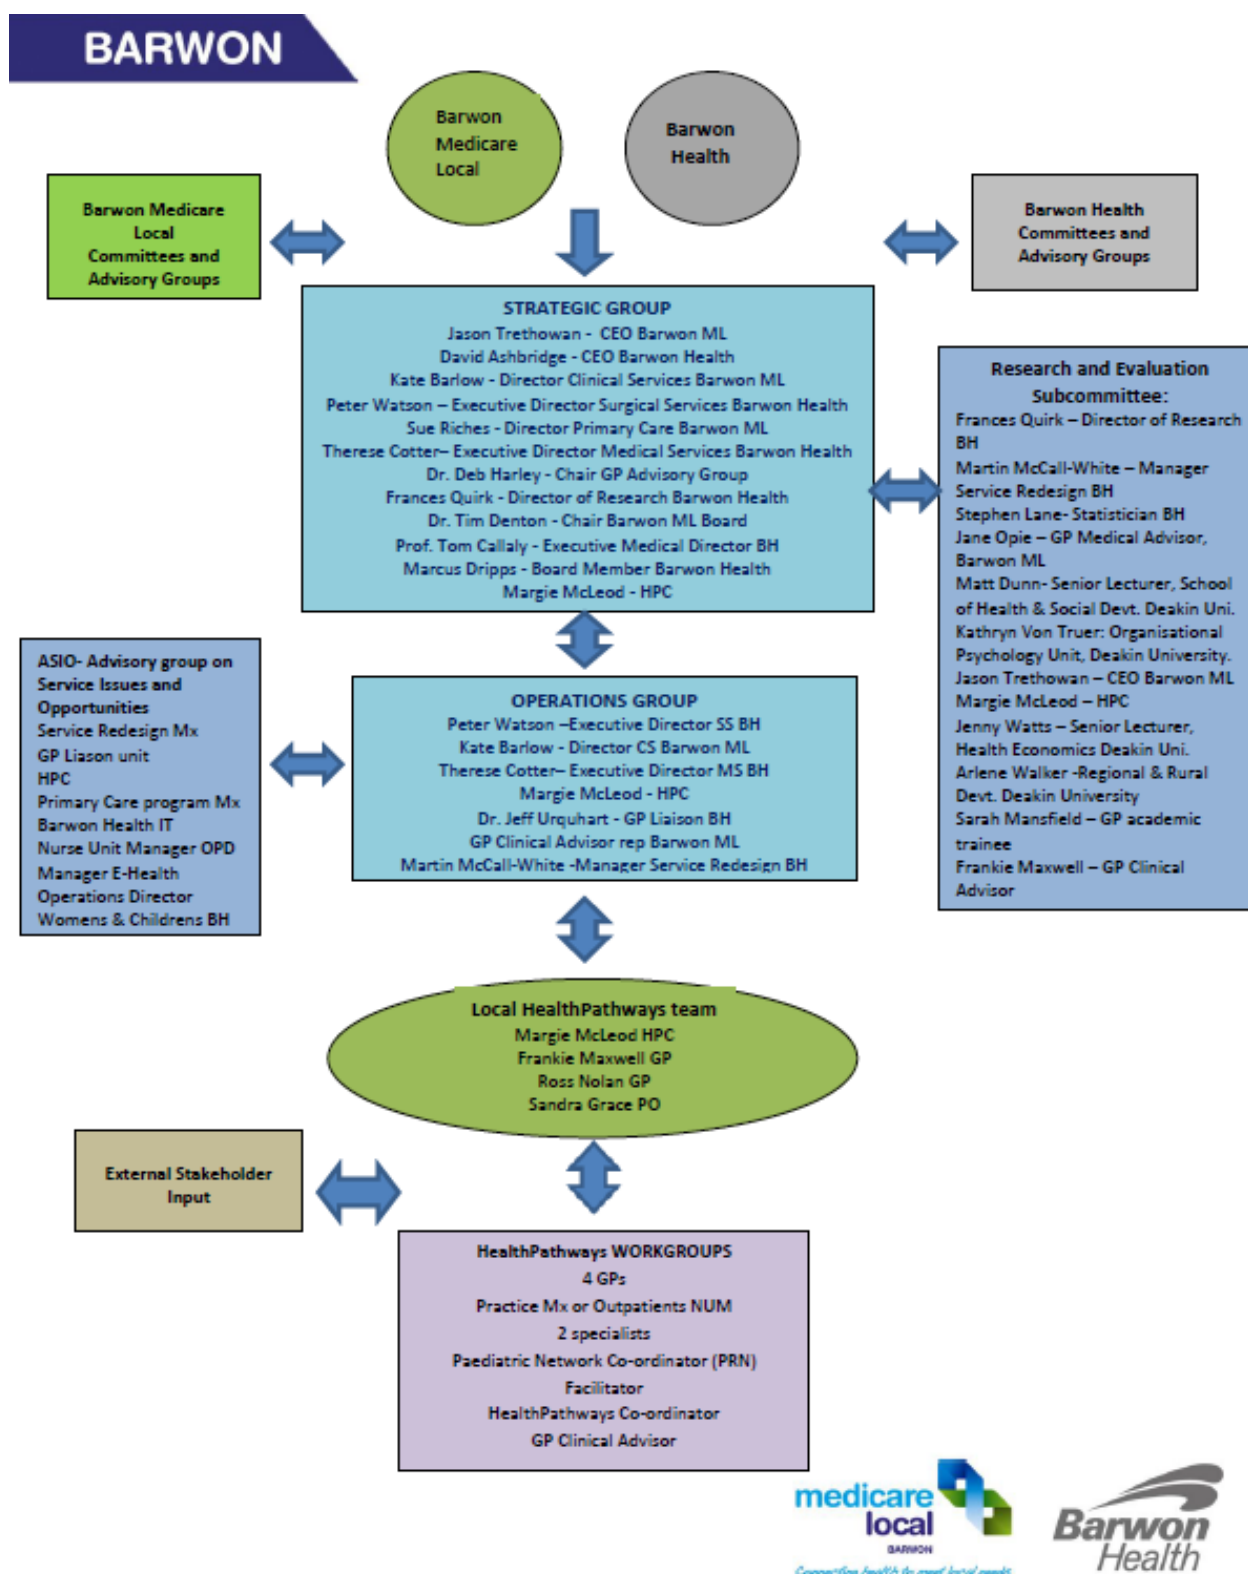 BARWON
Barwon
Medicare
Local
Barwon
Health
Barwon Medicare
Local
Committees and
Advisory Groups
Barwon Health
Committees and
Advisory Groups
STRATEGIC GROUP
Jason Trethowan - CEO Barwon ML
David Ashbridge - CEO Barwon Health
Kate Barlow - Director Clinical Services Barwon ML
Peter Watson – Executive Director Surgical Services Barwon Health
Sue Riches - Director Primary Care Barwon ML
Therese Cotter– Executive Director Medical Services Barwon Health
Dr. Deb Harley - Chair GP Advisory Group
Frances Quirk - Director of Research Barwon Health
Dr. Tim Denton - Chair Barwon ML Board
Prof. Tom Callaly - Executive Medical Director BH
Marcus Dripps - Board Member Barwon Health
Margie McLeod - HPC
Research and Evaluation
Subcommittee:
Frances Quirk – Director of Research
BH
Martin McCall-White – Manager
Service Redesign BH
Stephen Lane- Statistician BH
Jane Opie – GP Medical Advisor,
Barwon ML
Matt Dunn- Senior Lecturer, School
of Health & Social Devt. Deakin Uni.
Kathryn Von Truer: Organisational
Psychology Unit, Deakin University.
Jason Trethowan – CEO Barwon ML
Margie McLeod – HPC
Jenny Watts – Senior Lecturer,
Health Economics Deakin Uni.
Arlene Walker -Regional & Rural
Devt. Deakin University
Sarah Mansfield – GP academic
trainee
Frankie Maxwell – GP Clinical
Advisor
ASIO- Advisory group on
Service Issues and
Opportunities
Service Redesign Mx
GP Liason unit
HPC
Primary Care program Mx
Barwon Health IT
Nurse Unit Manager OPD
Manager E-Health
Operations Director
Womens & Childrens BH
OPERATIONS GROUP
Peter Watson –Executive Director SS BH
Kate Barlow - Director CS Barwon ML
Therese Cotter– Executive Director MS BH
Margie McLeod - HPC
Dr. Jeff Urquhart - GP Liaison BH
GP Clinical Advisor rep Barwon ML
Martin McCall-White -Manager Service Redesign BH
Local HealthPathways team
Margie McLeod HPC
Frankie Maxwell GP
Ross Nolan GP
Sandra Grace PO
External Stakeholder
Input
HealthPathways WORKGROUPS
4 GPs
Practice Mx or Outpatients NUM
2 specialists
Paediatric Network Co-ordinator (PRN)
Facilitator
HealthPathways Co-ordinator
GP Clinical Advisor
medicare
local
BARWON
Connecting health to meet local needs
Barwon
Health